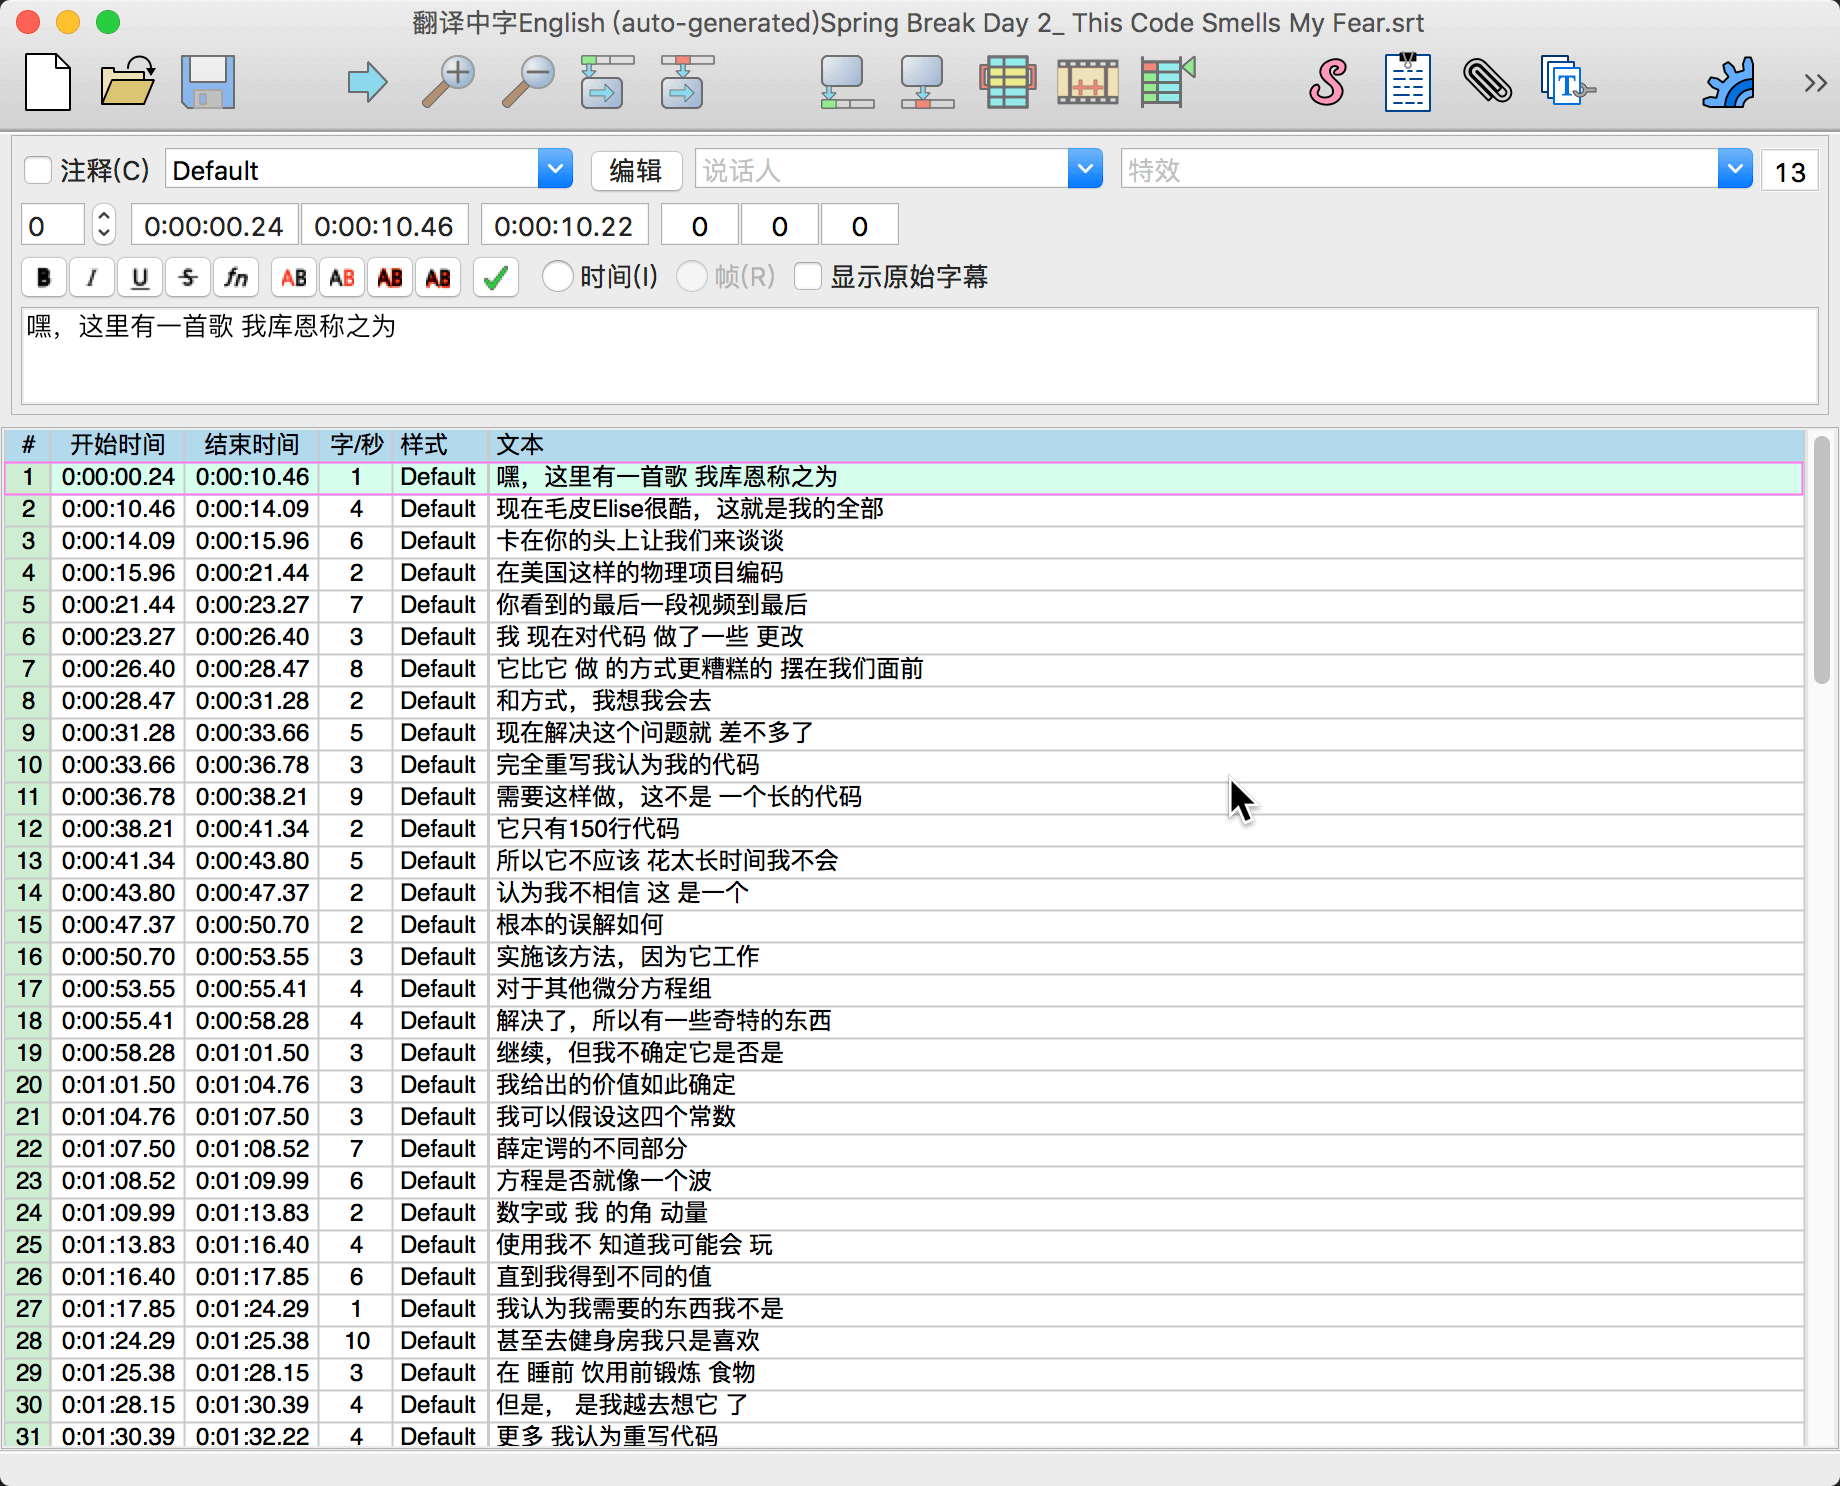 翻译中字English (auto-generated)Spring Break Day 2_ This Code Smells My Fear.srt
注释(C) Default 编辑 说话人 特效 13
0 0:00:00.24 0:00:10.46 0:00:10.22 0 0 0
B I U S fn AB AB AB AB 时间(I) 帧(R) 显示原始字幕
嘿，这里有一首歌 我库恩称之为
# 开始时间 结束时间 字/秒 样式 文本
1 0:00:00.24 0:00:10.46 1 Default 嘿，这里有一首歌 我库恩称之为
2 0:00:10.46 0:00:14.09 4 Default 现在毛皮Elise很酷，这就是我的全部
3 0:00:14.09 0:00:15.96 6 Default 卡在你的头上让我们来谈谈
4 0:00:15.96 0:00:21.44 2 Default 在美国这样的物理项目编码
5 0:00:21.44 0:00:23.27 7 Default 你看到的最后一段视频到最后
6 0:00:23.27 0:00:26.40 3 Default 我 现在对代码 做了一些 更改
7 0:00:26.40 0:00:28.47 8 Default 它比它 做 的方式更糟糕的 摆在我们面前
8 0:00:28.47 0:00:31.28 2 Default 和方式，我想我会去
9 0:00:31.28 0:00:33.66 5 Default 现在解决这个问题就 差不多了
10 0:00:33.66 0:00:36.78 3 Default 完全重写我认为我的代码
11 0:00:36.78 0:00:38.21 9 Default 需要这样做，这不是 一个长的代码
12 0:00:38.21 0:00:41.34 2 Default 它只有150行代码
13 0:00:41.34 0:00:43.80 5 Default 所以它不应该 花太长时间我不会
14 0:00:43.80 0:00:47.37 2 Default 认为我不相信 这 是一个
15 0:00:47.37 0:00:50.70 2 Default 根本的误解如何
16 0:00:50.70 0:00:53.55 3 Default 实施该方法，因为它工作
17 0:00:53.55 0:00:55.41 4 Default 对于其他微分方程组
18 0:00:55.41 0:00:58.28 4 Default 解决了，所以有一些奇特的东西
19 0:00:58.28 0:01:01.50 3 Default 继续，但我不确定它是否是
20 0:01:01.50 0:01:04.76 3 Default 我给出的价值如此确定
21 0:01:04.76 0:01:07.50 3 Default 我可以假设这四个常数
22 0:01:07.50 0:01:08.52 7 Default 薛定谔的不同部分
23 0:01:08.52 0:01:09.99 6 Default 方程是否就像一个波
24 0:01:09.99 0:01:13.83 2 Default 数字或 我 的角 动量
25 0:01:13.83 0:01:16.40 4 Default 使用我不 知道我可能会 玩
26 0:01:16.40 0:01:17.85 6 Default 直到我得到不同的值
27 0:01:17.85 0:01:24.29 1 Default 我认为我需要的东西我不是
28 0:01:24.29 0:01:25.38 10 Default 甚至去健身房我只是喜欢
29 0:01:25.38 0:01:28.15 3 Default 在 睡前 饮用前锻炼 食物
30 0:01:28.15 0:01:30.39 4 Default 但是， 是我越去想它 了
31 0:01:30.39 0:01:32.22 4 Default 更多 我认为重写代码